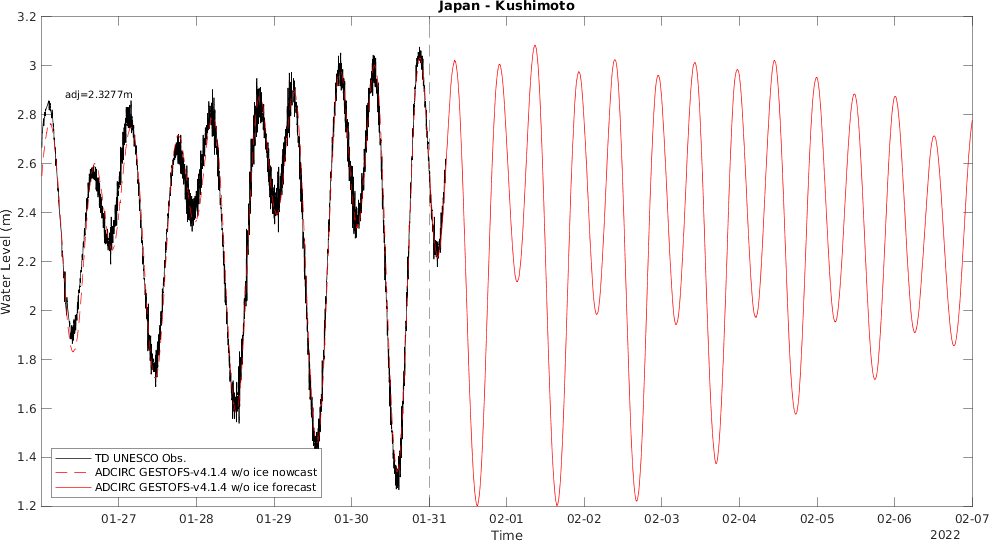 Japan - Kushimoto
3.2
3
2.8
2.6
2.4
2.2
2
1.8
1.6
1.4
1.2
Water Level (m)
adj=2.3277m
TD UNESCO Obs.
ADCIRC GESTOFS-v4.1.4 w/o ice nowcast
ADCIRC GESTOFS-v4.1.4 w/o ice forecast
01-27 01-28 01-29 01-30 01-31 02-01 02-02 02-03 02-04 02-05 02-06 02-07
Time
2022